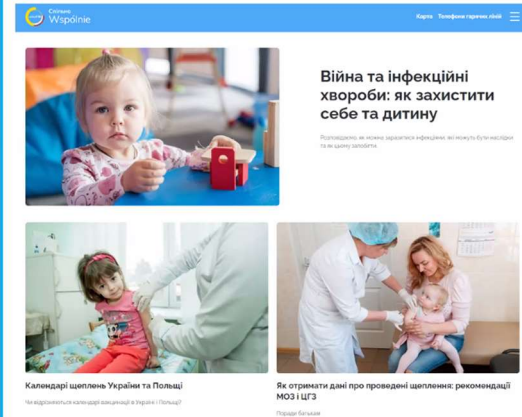 Спільно
Wspólnie
Карта Телефони гарячих ліній
Війна та інфекційні
хвороби: як захистити
себе та дитину
Розповідаємо, як можна заразитися інфекціями, які можуть бути наслідки
та як цьому запобігти.
Календарі щеплень України та Польщі
Чи відрізняються календарі вакцинації в Україні і Польщі?
Як отримати дані про проведені щеплення: рекомендації
МОЗ і ЦГЗ
Поради батькам